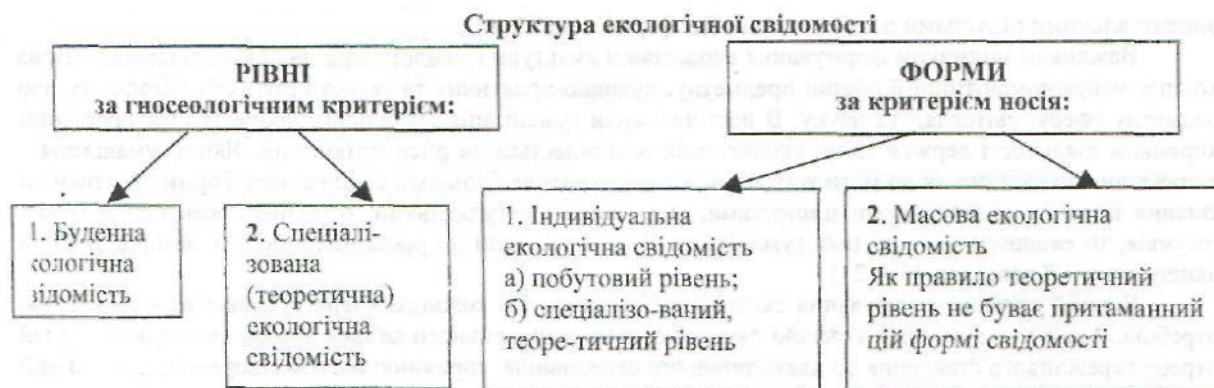 Структура екологічної свідомості
РІВНІ
за гносеологічним критерієм:
ФОРМИ
за критерієм носія:
1. Буденна
кологічна
відомість
2. Спеціалі-
зована
(теоретична)
екологічна
свідомість
1. Індивідуальна
екологічна свідомість
а) побутовий рівень;
б) спеціалізо-ваний,
теоре-тичний рівень
2. Масова екологічна
свідомість
Як правило теоретичний
рівень не буває притаманний
цій формі свідомості